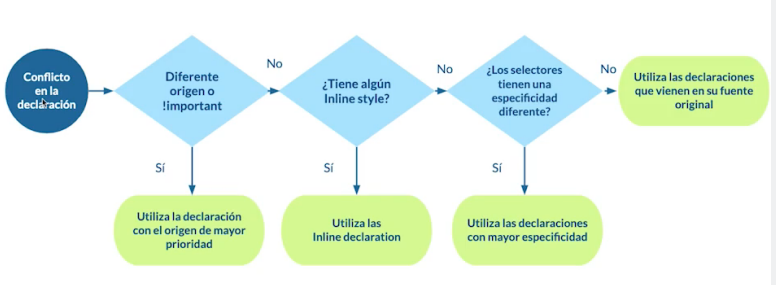 Conflicto
en la
declaración
Diferente
origen o
!important
No
¿Tiene algún
Inline style?
No
¿Los selectores
tienen una
especificidad
diferente?
No
Utiliza las declaraciones
que vienen en su fuente
original
Sí
Sí
Sí
Utiliza la declaración
con el origen de mayor
prioridad
Utiliza las
Inline declaration
Utiliza las declaraciones
con mayor especificidad